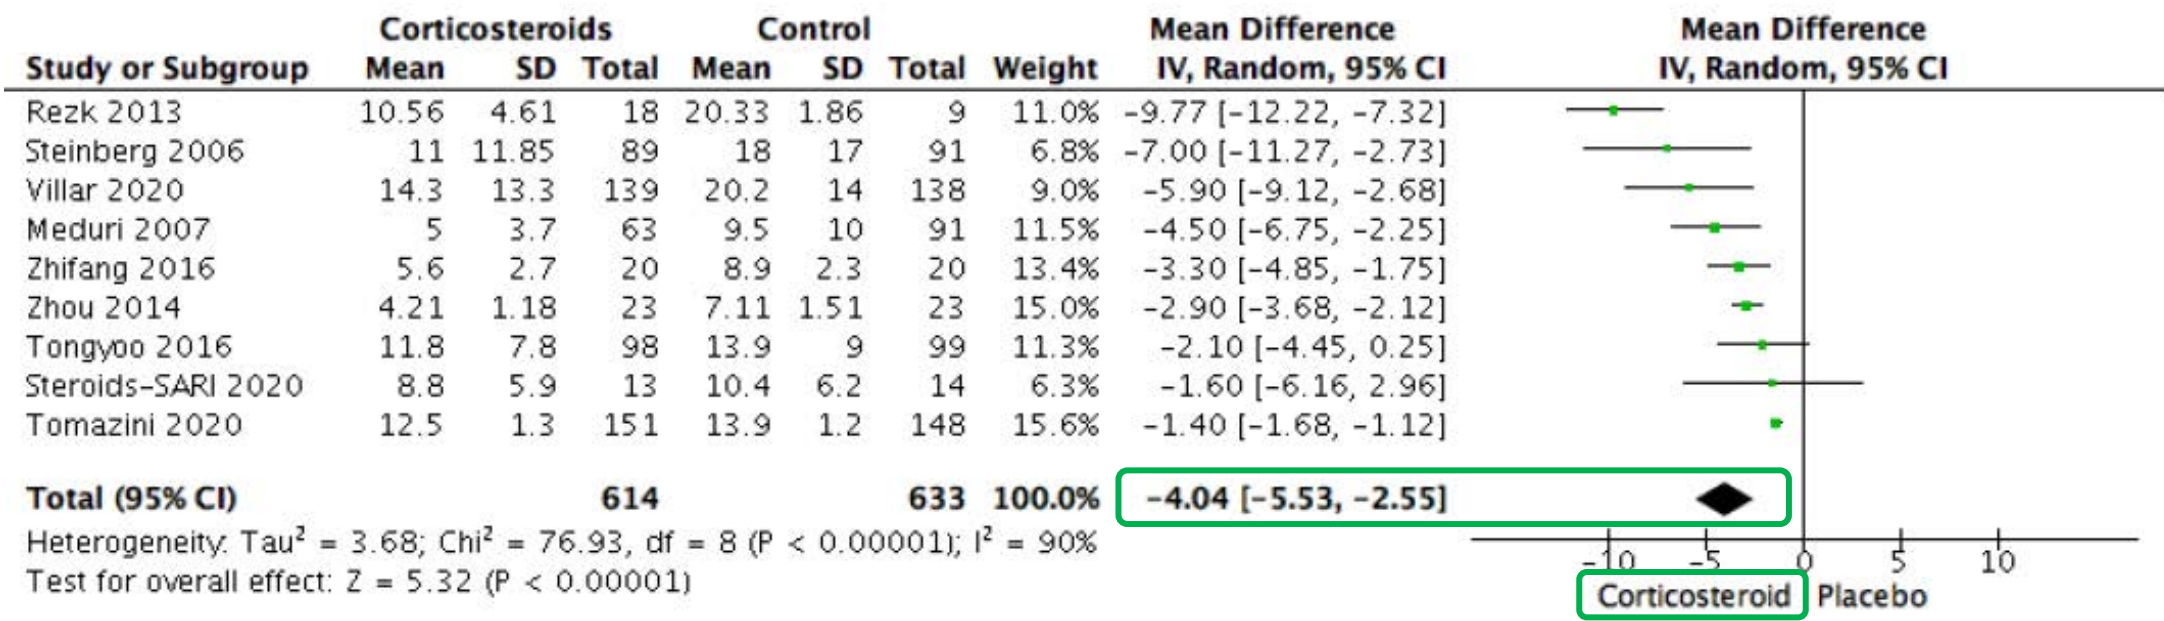 Corticosteroids Control Mean Difference Mean Difference
Study or Subgroup Mean SD Total Mean SD Total Weight IV, Random, 95% CI IV, Random, 95% CI
Rezk 2013 10.56 4.61 18 20.33 1.86 9 11.0% −9.77 [−12.22, −7.32]
Steinberg 2006 11 11.85 89 18 17 91 6.8% −7.00 [−11.27, −2.73]
Villar 2020 14.3 13.3 139 20.2 14 138 9.0% −5.90 [−9.12, −2.68]
Meduri 2007 5 3.7 63 9.5 10 91 11.5% −4.50 [−6.75, −2.25]
Zhifang 2016 5.6 2.7 20 8.9 2.3 20 13.4% −3.30 [−4.85, −1.75]
Zhou 2014 4.21 1.18 23 7.11 1.51 23 15.0% −2.90 [−3.68, −2.12]
Tongyoo 2016 11.8 7.8 98 13.9 9 99 11.3% −2.10 [−4.45, 0.25]
Steroids–SARI 2020 8.8 5.9 13 10.4 6.2 14 6.3% −1.60 [−6.16, 2.96]
Tomazini 2020 12.5 1.3 151 13.9 1.2 148 15.6% −1.40 [−1.68, −1.12]
Total (95% CI) 614 633 100.0% −4.04 [−5.53, −2.55]
Heterogeneity: Tau² = 3.68; Chi² = 76.93, df = 8 (P < 0.00001); I² = 90%
Test for overall effect: Z = 5.32 (P < 0.00001)
−10 −5 0 5 10
Corticosteroid Placebo